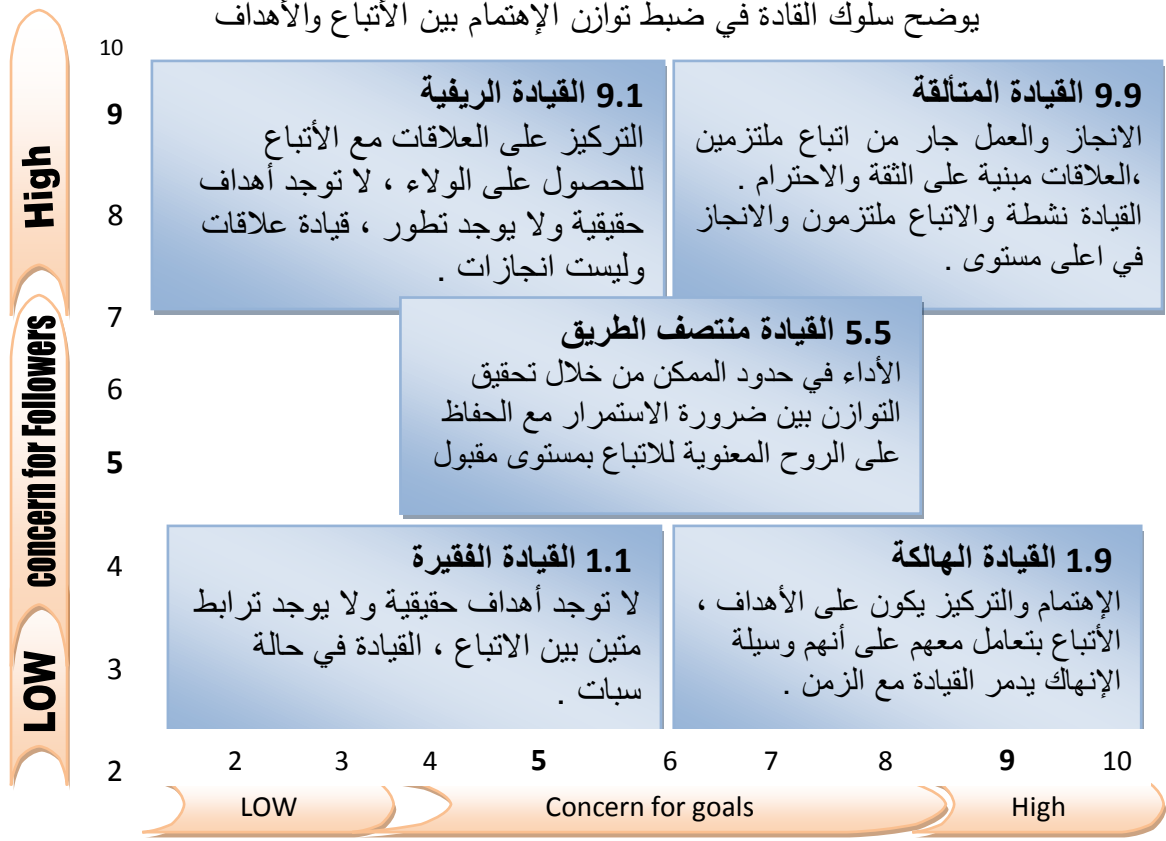 يوضح سلوك القادة في ضبط توازن الإهتمام بين الأتباع والأهداف
10
9
8
7
6
5
4
3
2
High
concern for Followers
LOW
9.1 القيادة الريفية
التركيز على العلاقات مع الأتباع
للحصول على الولاء ، لا توجد أهداف
حقيقية ولا يوجد تطور ، قيادة علاقات
وليست انجازات .
9.9 القيادة المتألقة
الانجاز والعمل جار من اتباع ملتزمين
،العلاقات مبنية على الثقة والاحترام .
القيادة نشطة والاتباع ملتزمون والانجاز
في اعلى مستوى .
5.5 القيادة منتصف الطريق
الأداء في حدود الممكن من خلال تحقيق
التوازن بين ضرورة الاستمرار مع الحفاظ
على الروح المعنوية للاتباع بمستوى مقبول
1.1 القيادة الفقيرة
لا توجد أهداف حقيقية ولا يوجد ترابط
متين بين الاتباع ، القيادة في حالة
سبات .
1.9 القيادة الهالكة
الإهتمام والتركيز يكون على الأهداف ،
الأتباع بتعامل معهم على أنهم وسيلة
الإنهاك يدمر القيادة مع الزمن .
2 3 4 5 6 7 8 9 10
LOW Concern for goals High